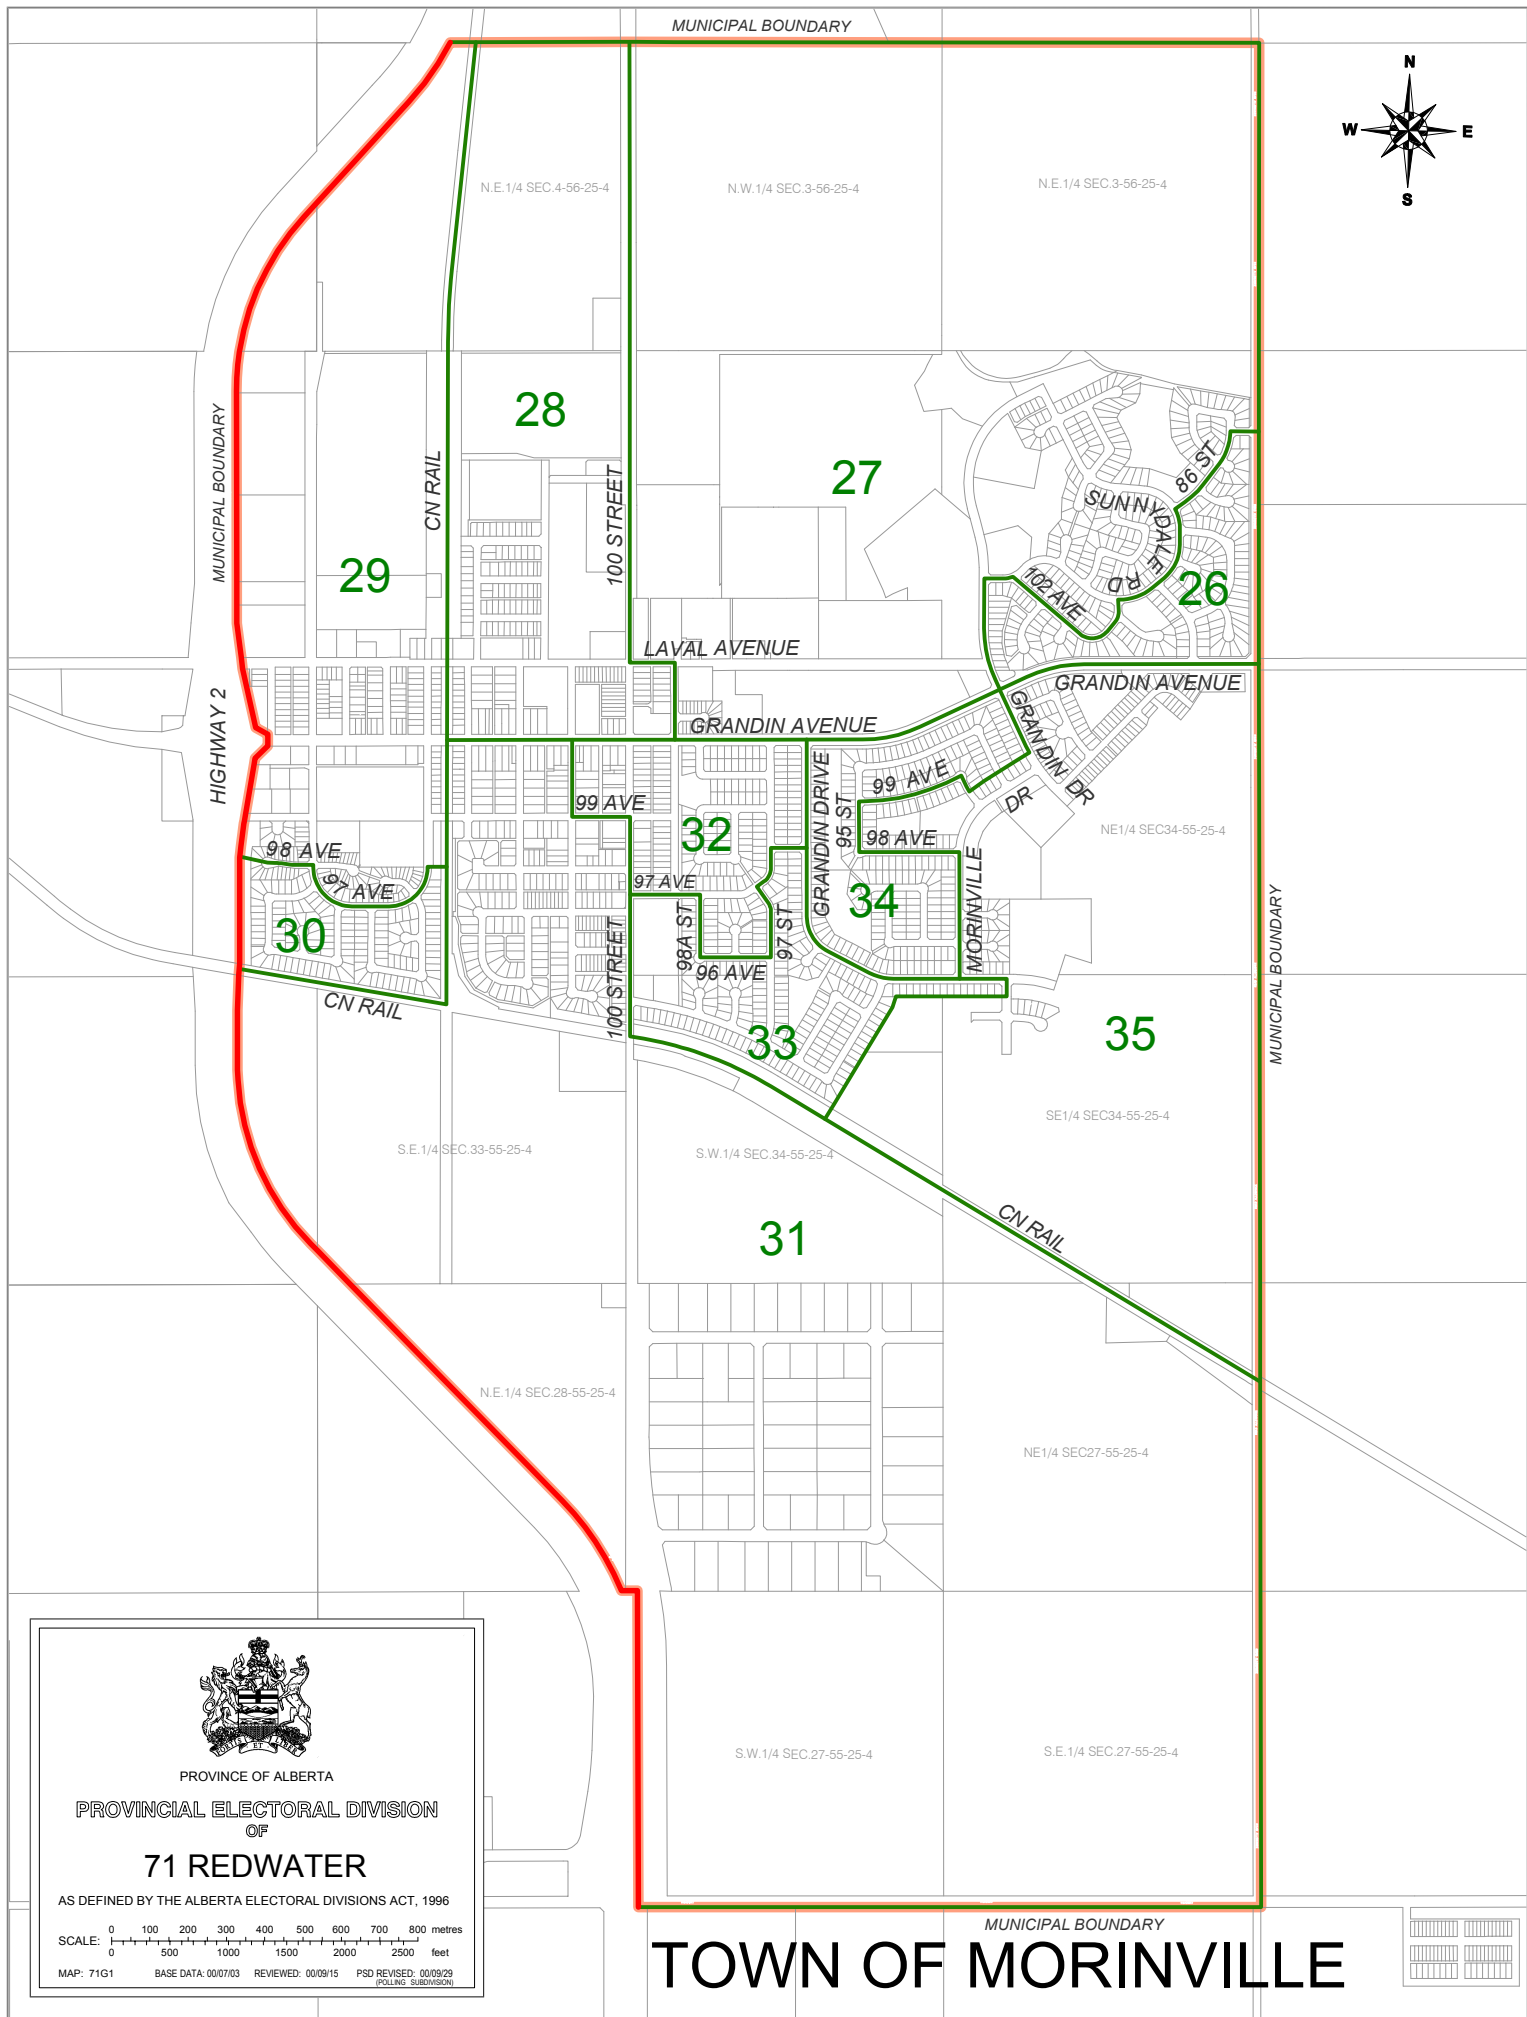 MUNICIPAL BOUNDARY
N
W
E
S
N.E.1/4 SEC.4-56-25-4
N.W.1/4 SEC.3-56-25-4
N.E.1/4 SEC.3-56-25-4
MUNICIPAL BOUNDARY
28
CN RAIL
100 STREET
27
86 ST
SUNNYDALE RD
29
102 AVE
26
LAVAL AVENUE
GRANDIN AVENUE
HIGHWAY 2
GRANDIN AVENUE
GRANDIN DR
99 AVE
GRANDIN DRIVE
95 ST
99 AVE
MORINVILLE DR
32
98 AVE
NE1/4 SEC34-55-25-4
98 AVE
97 AVE
97 AVE
34
30
98A ST
97 ST
MUNICIPAL BOUNDARY
100 STREET
96 AVE
CN RAIL
33
35
SE1/4 SEC34-55-25-4
S.E.1/4 SEC.33-55-25-4
S.W.1/4 SEC.34-55-25-4
31
CN RAIL
N.E.1/4 SEC.28-55-25-4
NE1/4 SEC27-55-25-4
S.W.1/4 SEC.27-55-25-4
S.E.1/4 SEC.27-55-25-4
FORTIS ET LIBER
PROVINCE OF ALBERTA
PROVINCIAL ELECTORAL DIVISION
OF
71 REDWATER
AS DEFINED BY THE ALBERTA ELECTORAL DIVISIONS ACT, 1996
0 100 200 300 400 500 600 700 800 metres
SCALE:
0 500 1000 1500 2000 2500 feet
MAP: 71G1 BASE DATA: 00/07/03 REVIEWED: 00/09/15 PSD REVISED: 00/09/29
(POLLING SUBDIVISION)
MUNICIPAL BOUNDARY
TOWN OF MORINVILLE